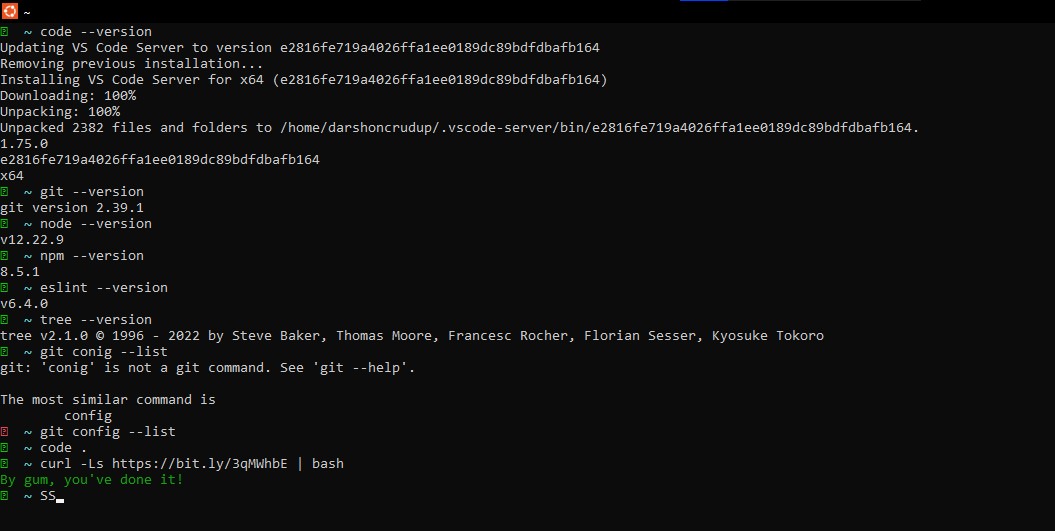 ~
~ code --version
Updating VS Code Server to version e2816fe719a4026ffa1ee0189dc89bdfdbafb164
Removing previous installation...
Installing VS Code Server for x64 (e2816fe719a4026ffa1ee0189dc89bdfdbafb164)
Downloading: 100%
Unpacking: 100%
Unpacked 2382 files and folders to /home/darshoncrudup/.vscode-server/bin/e2816fe719a4026ffa1ee0189dc89bdfdbafb164.
1.75.0
e2816fe719a4026ffa1ee0189dc89bdfdbafb164
x64
~ git --version
git version 2.39.1
~ node --version
v12.22.9
~ npm --version
8.5.1
~ eslint --version
v6.4.0
~ tree --version
tree v2.1.0 © 1996 - 2022 by Steve Baker, Thomas Moore, Francesc Rocher, Florian Sesser, Kyosuke Tokoro
~ git conig --list
git: 'conig' is not a git command. See 'git --help'.
The most similar command is
config
~ git config --list
~ code .
~ curl -Ls https://bit.ly/3qMWhbE | bash
By gum, you've done it!
~ SS